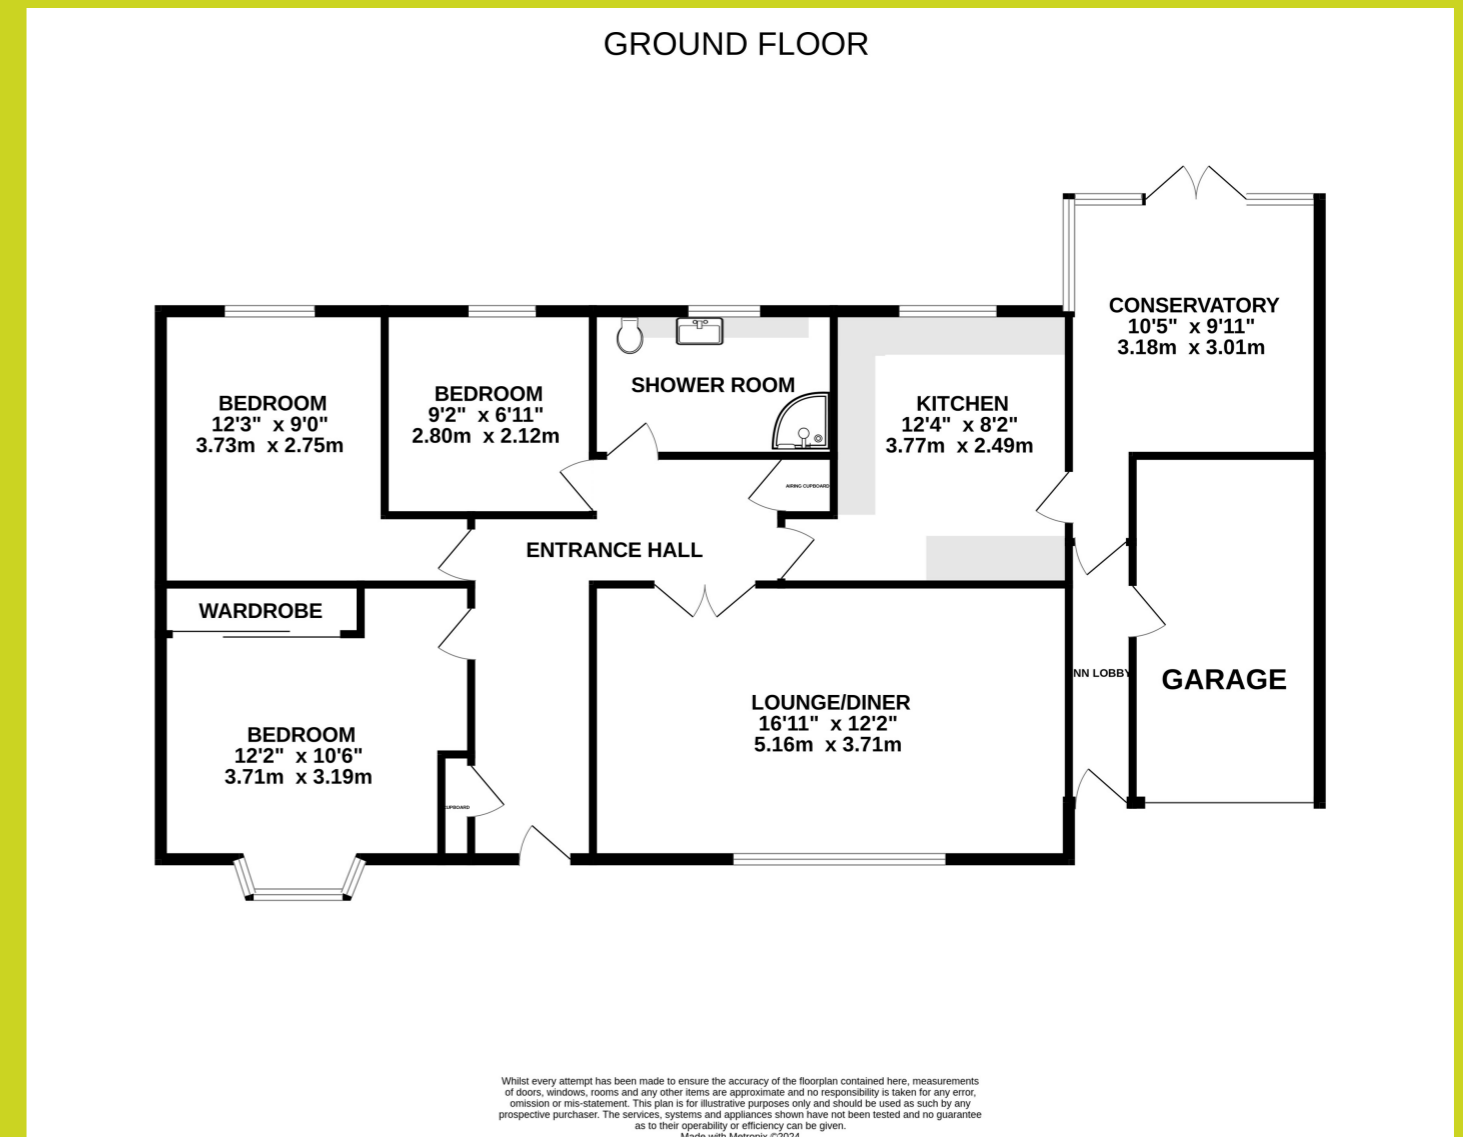 GROUND FLOOR
CONSERVATORY
10'5" x 9'11"
3.18m x 3.01m
BEDROOM
12'3" x 9'0"
3.73m x 2.75m
BEDROOM
9'2" x 6'11"
2.80m x 2.12m
SHOWER ROOM
KITCHEN
12'4" x 8'2"
3.77m x 2.49m
AIRING CUPBOARD
ENTRANCE HALL
WARDROBE
NN LOBBY
GARAGE
LOUNGE/DINER
16'11" x 12'2"
5.16m x 3.71m
BEDROOM
12'2" x 10'6"
3.71m x 3.19m
CUPBOARD
Whilst every attempt has been made to ensure the accuracy of the floorplan contained here, measurements
of doors, windows, rooms and any other items are approximate and no responsibility is taken for any error,
omission or mis-statement. This plan is for illustrative purposes only and should be used as such by any
prospective purchaser. The services, systems and appliances shown have not been tested and no guarantee
as to their operability or efficiency can be given.
Made with Metropix ©2024